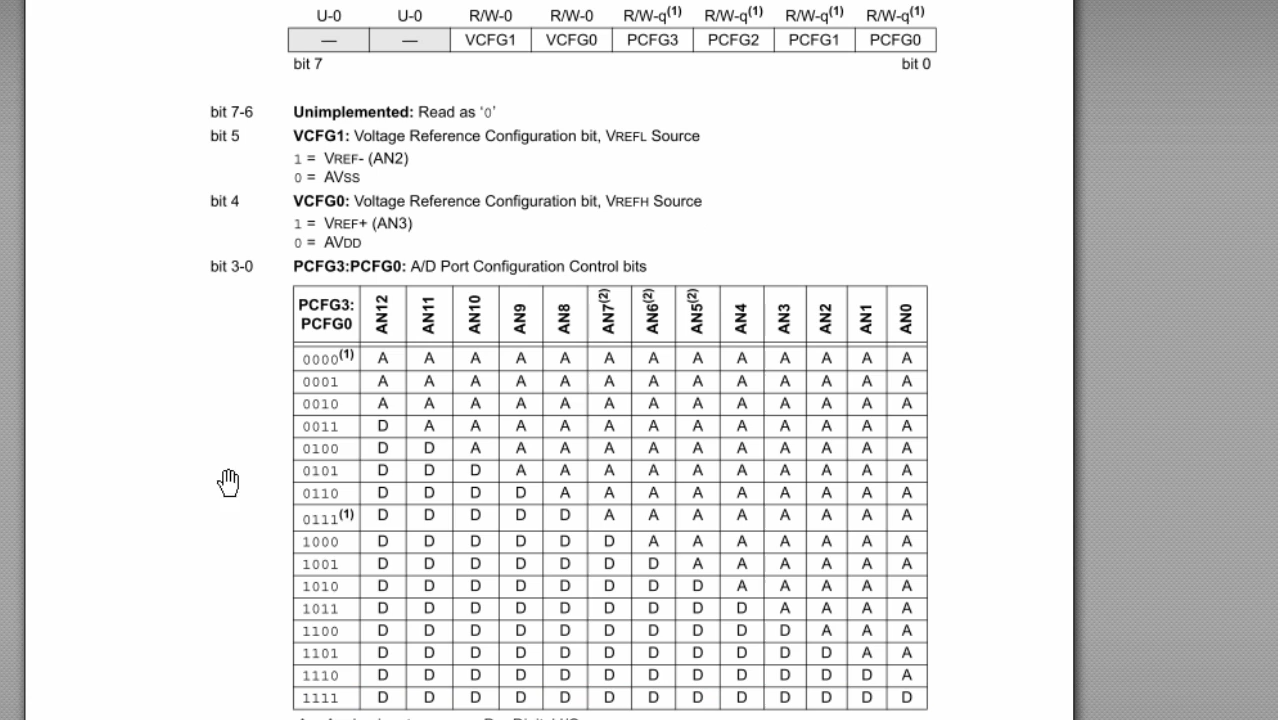 U-0 U-0 R/W-0 R/W-0 R/W-q(1) R/W-q(1) R/W-q(1) R/W-q(1)
— — VCFG1 VCFG0 PCFG3 PCFG2 PCFG1 PCFG0
bit 7 bit 0
bit 7-6 Unimplemented: Read as ‘0’
bit 5 VCFG1: Voltage Reference Configuration bit, VREFL Source
1 = VREF- (AN2)
0 = AVSS
bit 4 VCFG0: Voltage Reference Configuration bit, VREFH Source
1 = VREF+ (AN3)
0 = AVDD
bit 3-0 PCFG3:PCFG0: A/D Port Configuration Control bits
PCFG3: PCFG0 AN12 AN11 AN10 AN9 AN8 AN7(2) AN6(2) AN5(2) AN4 AN3 AN2 AN1 AN0
0000(1) A A A A A A A A A A A A A
0001 A A A A A A A A A A A A A
0010 A A A A A A A A A A A A A
0011 D A A A A A A A A A A A A
0100 D D A A A A A A A A A A A
0101 D D D A A A A A A A A A A
0110 D D D D A A A A A A A A A
0111(1) D D D D D A A A A A A A A
1000 D D D D D D A A A A A A A
1001 D D D D D D D A A A A A A
1010 D D D D D D D D A A A A A
1011 D D D D D D D D D A A A A
1100 D D D D D D D D D D A A A
1101 D D D D D D D D D D D A A
1110 D D D D D D D D D D D D A
1111 D D D D D D D D D D D D D